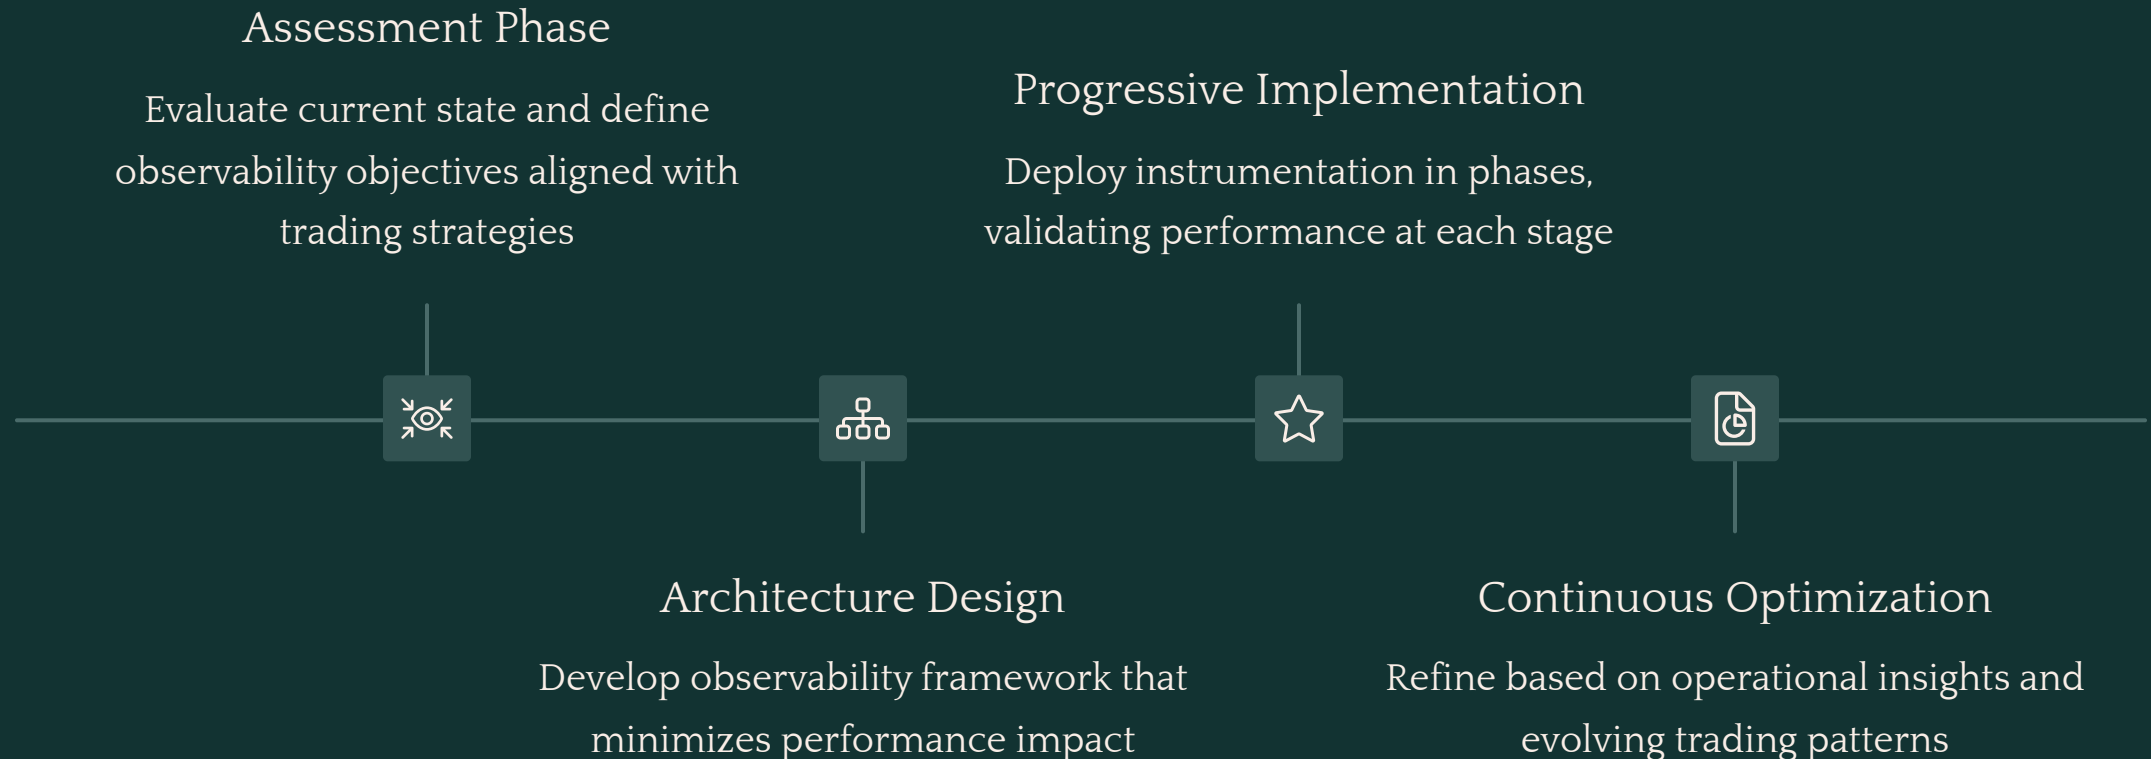 Assessment Phase
Evaluate current state and define
observability objectives aligned with
trading strategies
Architecture Design
Develop observability framework that
minimizes performance impact
Progressive Implementation
Deploy instrumentation in phases,
validating performance at each stage
Continuous Optimization
Refine based on operational insights and
evolving trading patterns